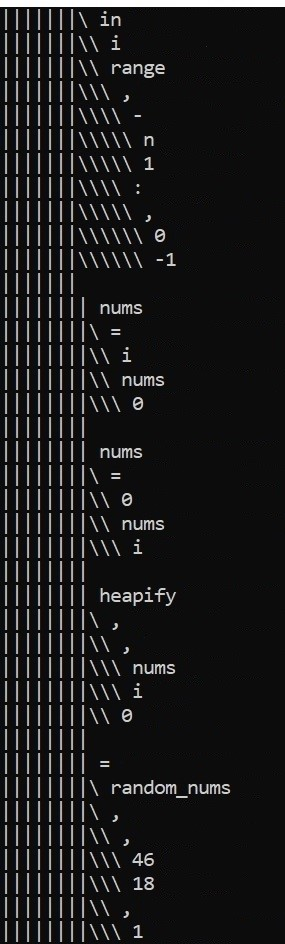 |||||||\ in
|||||||\\ i
|||||||\\ range
|||||||\\\ ,
|||||||\\\\ -
|||||||\\\\\ n
|||||||\\\\\ 1
|||||||\\\\ :
|||||||\\\\\ ,
|||||||\\\\\\ 0
|||||||\\\\\\ -1
|||||||
|||||||| nums
||||||||\ =
||||||||\\ i
||||||||\\ nums
||||||||\\\ 0
||||||||
|||||||| nums
||||||||\ =
||||||||\\ 0
||||||||\\ nums
||||||||\\\ i
||||||||
|||||||| heapify
||||||||\ ,
||||||||\\ ,
||||||||\\\ nums
||||||||\\\ i
||||||||\\ 0
||||||||
|||||||| =
||||||||\ random_nums
||||||||\ ,
||||||||\\ ,
||||||||\\\ 46
||||||||\\\ 18
||||||||\\ ,
||||||||\\\ 1